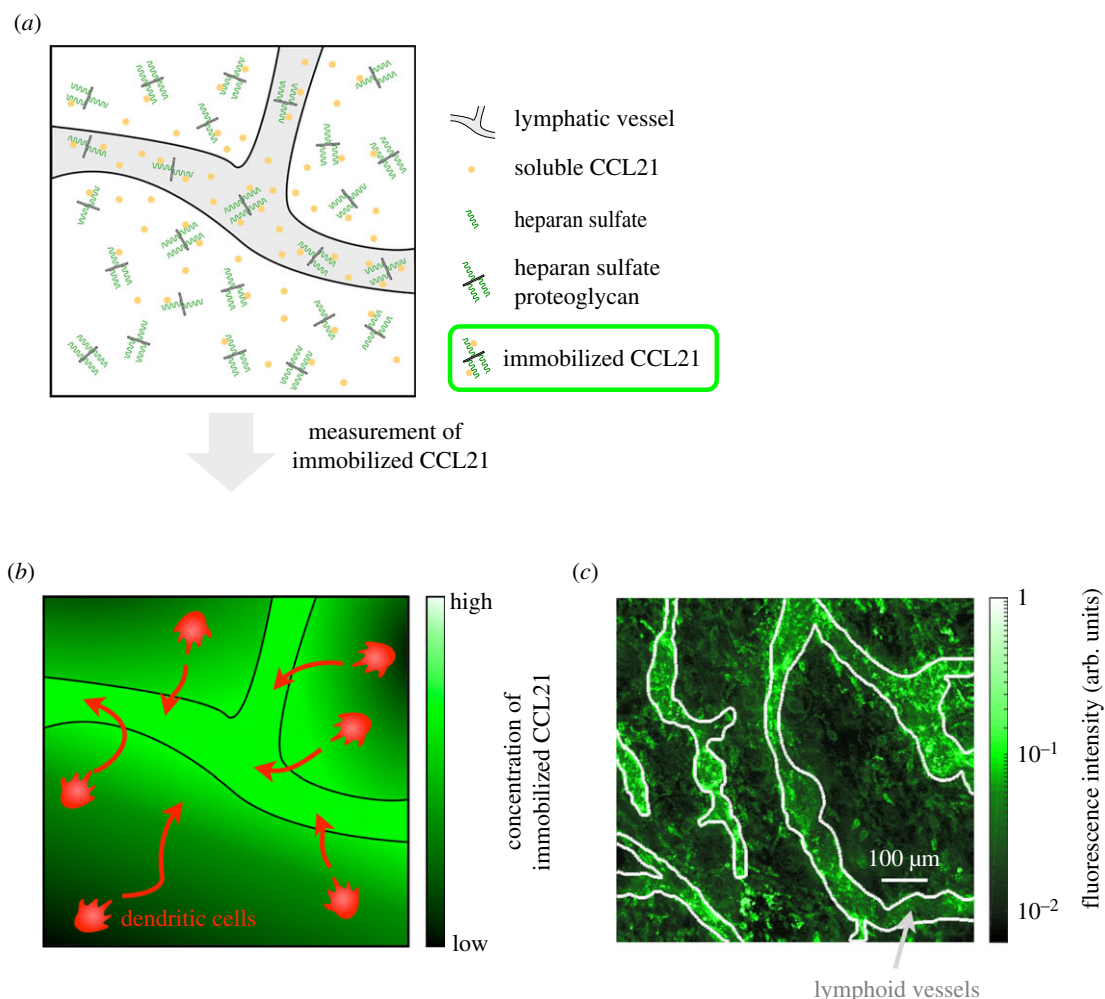 (a)
lymphatic vessel
soluble CCL21
heparan sulfate
heparan sulfate
proteoglycan
immobilized CCL21
measurement of
immobilized CCL21
(b)
high
low
concentration of
immobilized CCL21
dendritic cells
(c)
100 µm
1
10⁻¹
10⁻²
fluorescence intensity (arb. units)
lymphoid vessels